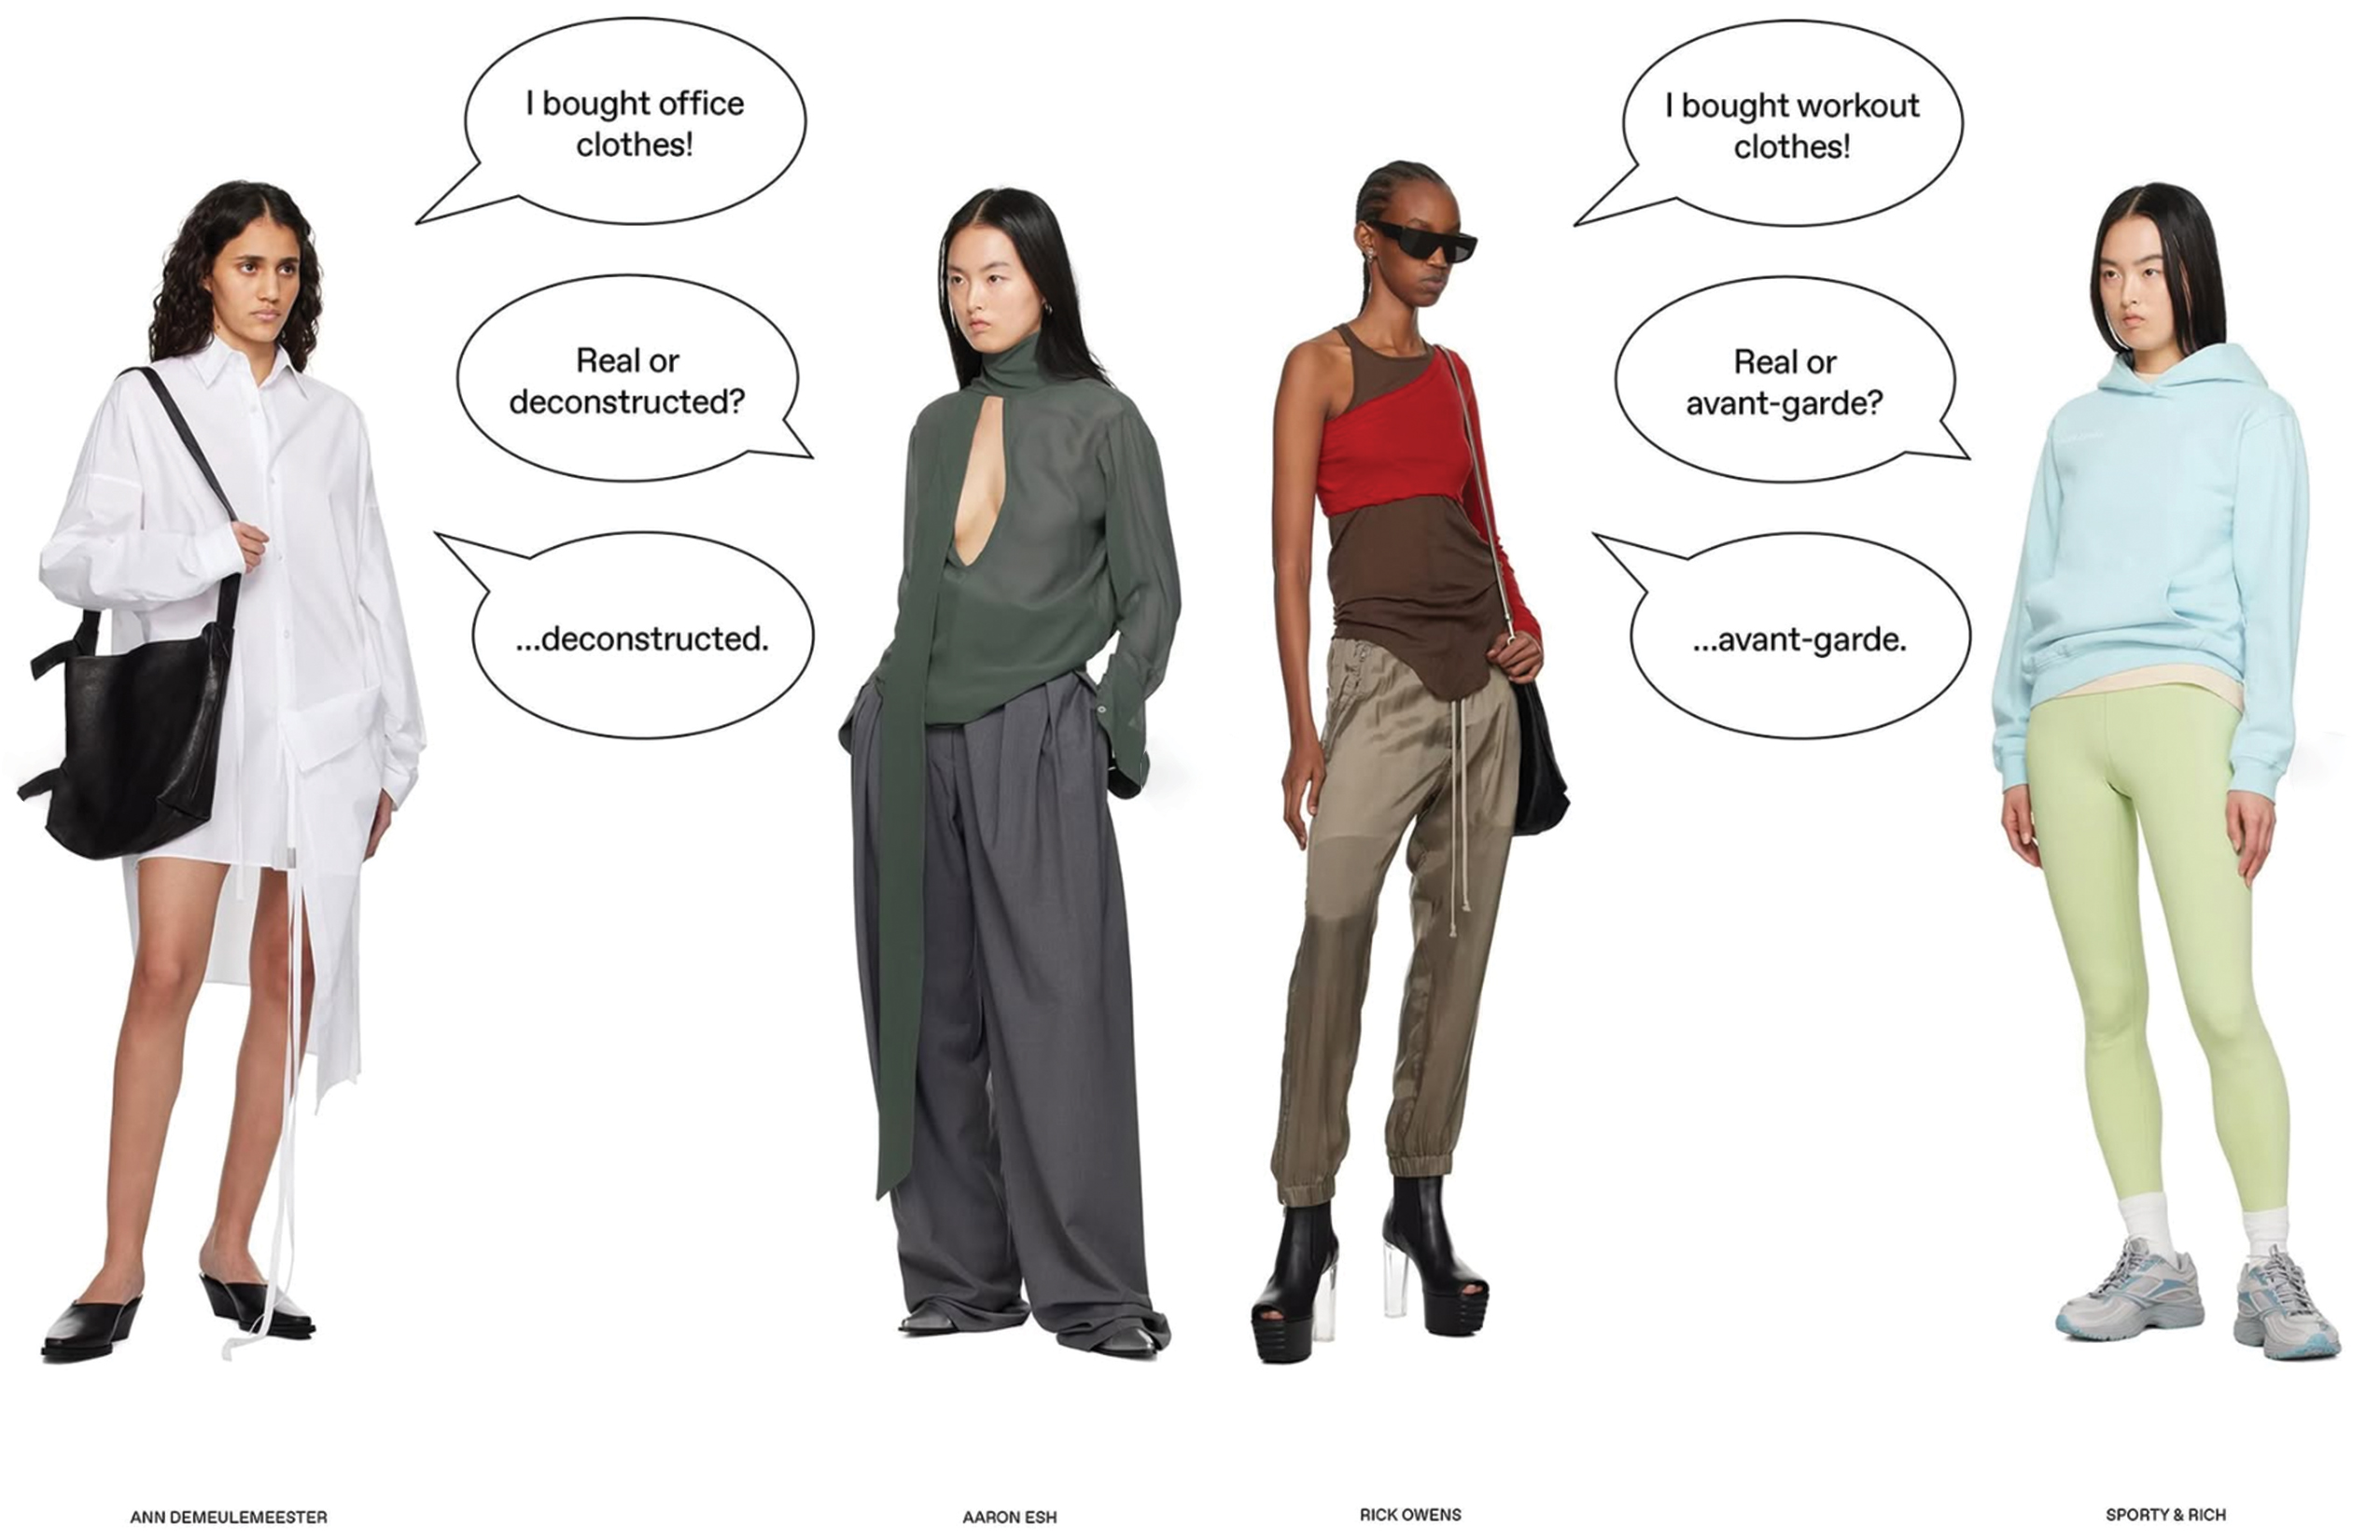 I bought office
clothes!
Real or
deconstructed?
...deconstructed.
I bought workout
clothes!
Real or
avant-garde?
...avant-garde.
ANN DEMEULEMEESTER
AARON ESH
RICK OWENS
SPORTY & RICH